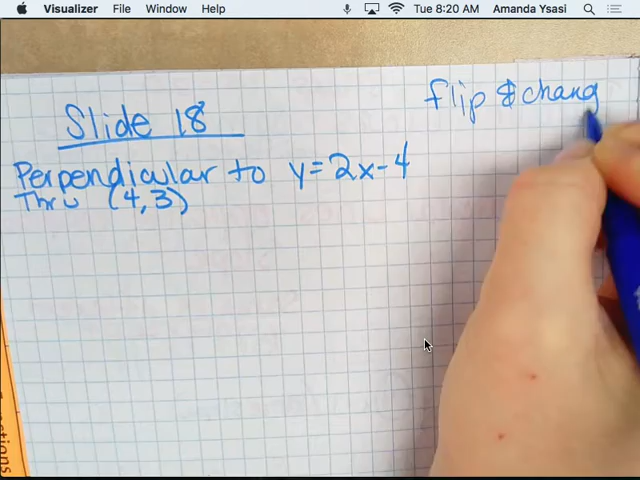 Visualizer File Window Help Tue 8:20 AM Amanda Ysasi
flip & chang
Slide 18
Perpendicular to y=2x-4
Thru (4,3)
ctions